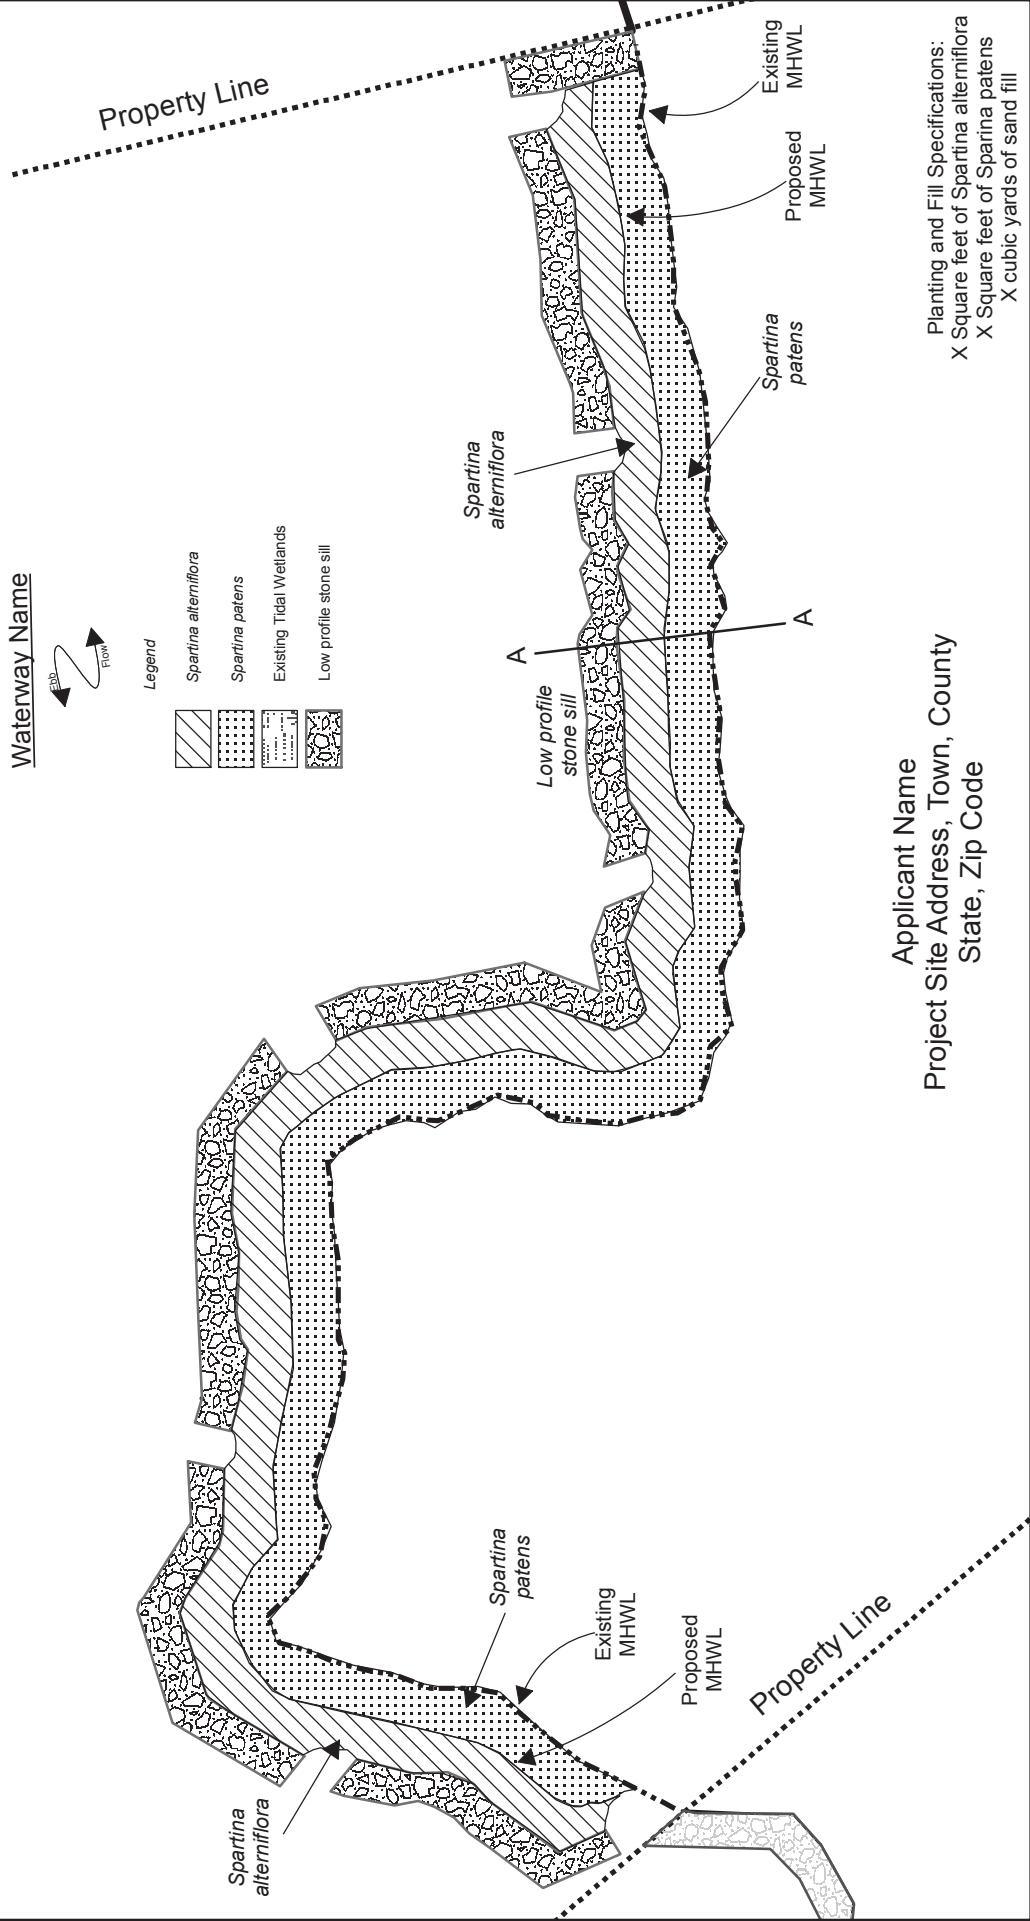 Waterway Name
Ebb
Flow
Legend
Spartina alterniflora
Spartina patens
Existing Tidal Wetlands
Low profile stone sill
Property Line
Existing
MHWL
Proposed
MHWL
Spartina
patens
Spartina
alterniflora
A
A
Low profile
stone sill
Spartina
patens
Existing
MHWL
Proposed
MHWL
Property Line
Spartina
alterniflora
Applicant Name
Project Site Address, Town, County
State, Zip Code
Planting and Fill Specifications:
X Square feet of Spartina alterniflora
X Square feet of Sparina patens
X cubic yards of sand fill